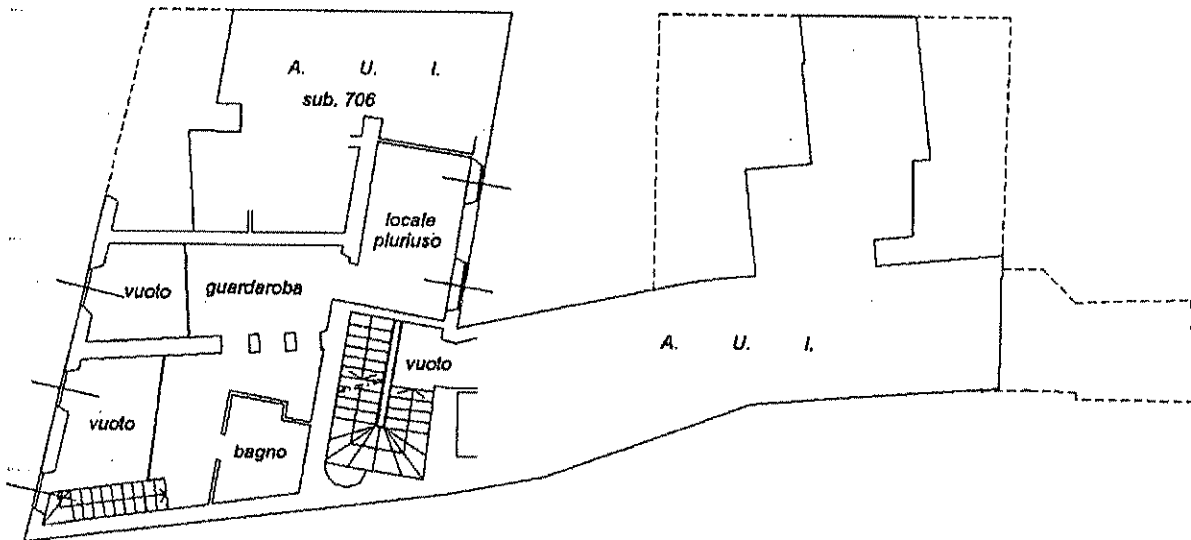 A. U. I.
sub. 706
locale
pluriuso
vuoto
guardaroba
A. U. I.
vuoto
vuoto
bagno